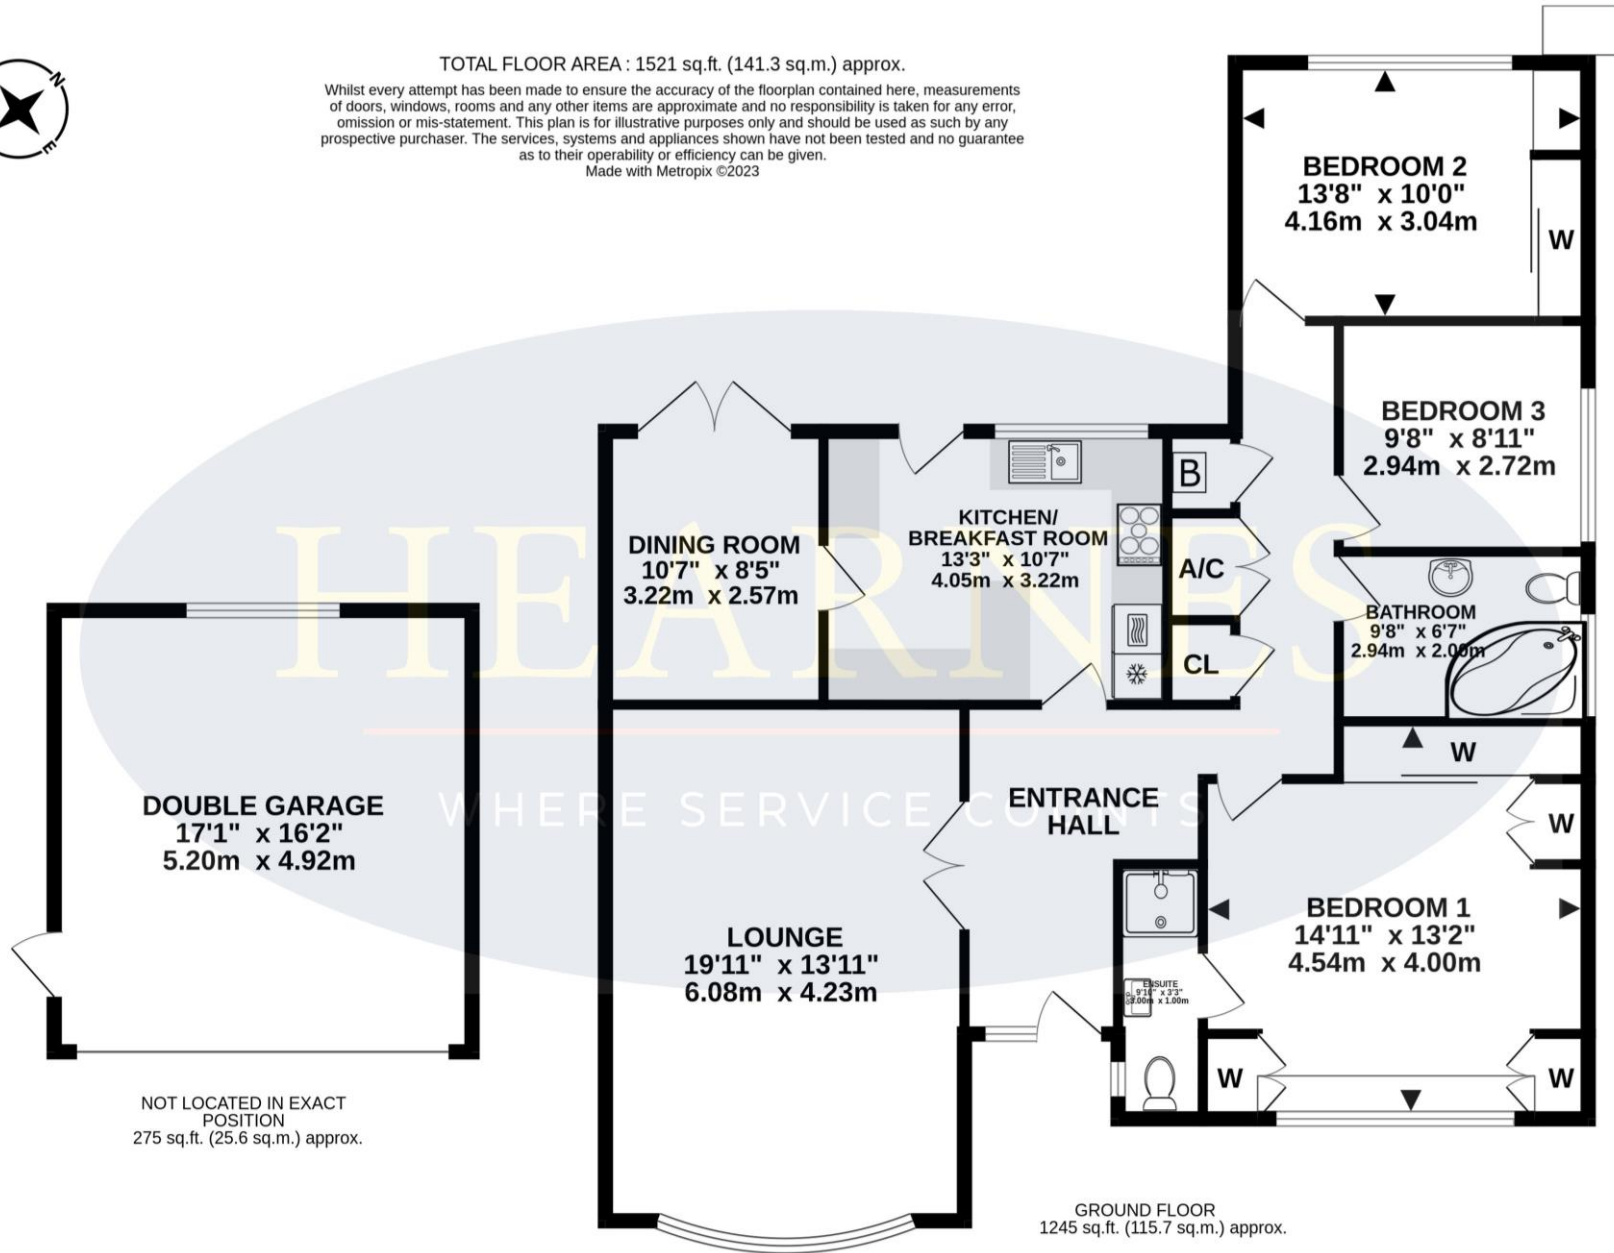 TOTAL FLOOR AREA : 1521 sq.ft. (141.3 sq.m.) approx.
Whilst every attempt has been made to ensure the accuracy of the floorplan contained here, measurements
of doors, windows, rooms and any other items are approximate and no responsibility is taken for any error,
omission or mis-statement. This plan is for illustrative purposes only and should be used as such by any
prospective purchaser. The services, systems and appliances shown have not been tested and no guarantee
as to their operability or efficiency can be given.
Made with Metropix ©2023
N
E
BEDROOM 2
13'8" x 10'0"
4.16m x 3.04m
W
BEDROOM 3
9'8" x 8'11"
2.94m x 2.72m
B
A/C
CL
KITCHEN/
BREAKFAST ROOM
13'3" x 10'7"
4.05m x 3.22m
DINING ROOM
10'7" x 8'5"
3.22m x 2.57m
BATHROOM
9'8" x 6'7"
2.94m x 2.00m
HEARNES
WHERE SERVICE COUNTS
W
W
DOUBLE GARAGE
17'1" x 16'2"
5.20m x 4.92m
ENTRANCE
HALL
LOUNGE
19'11" x 13'11"
6.08m x 4.23m
BEDROOM 1
14'11" x 13'2"
4.54m x 4.00m
ENSUITE
9'10" x 3'3"
3.00m x 1.00m
W
W
NOT LOCATED IN EXACT
POSITION
275 sq.ft. (25.6 sq.m.) approx.
GROUND FLOOR
1245 sq.ft. (115.7 sq.m.) approx.